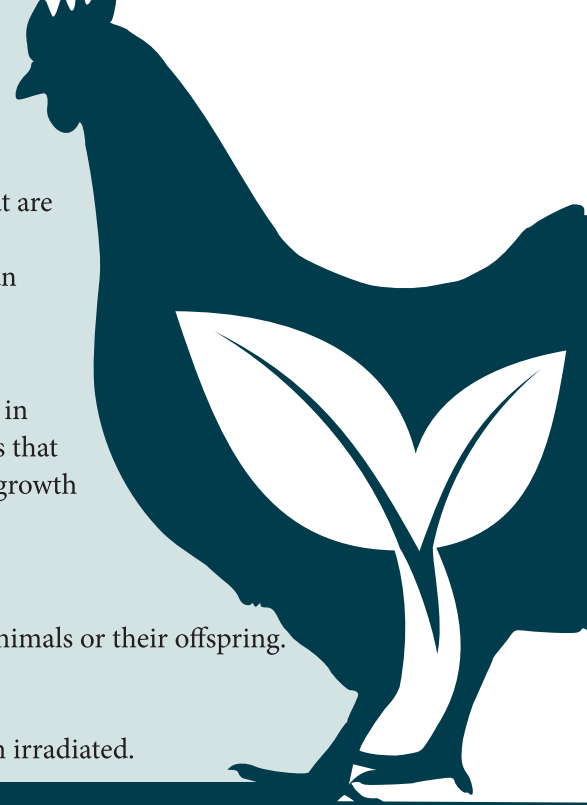 t are
n
in
s that
growth
nimals or their offspring.
n irradiated.